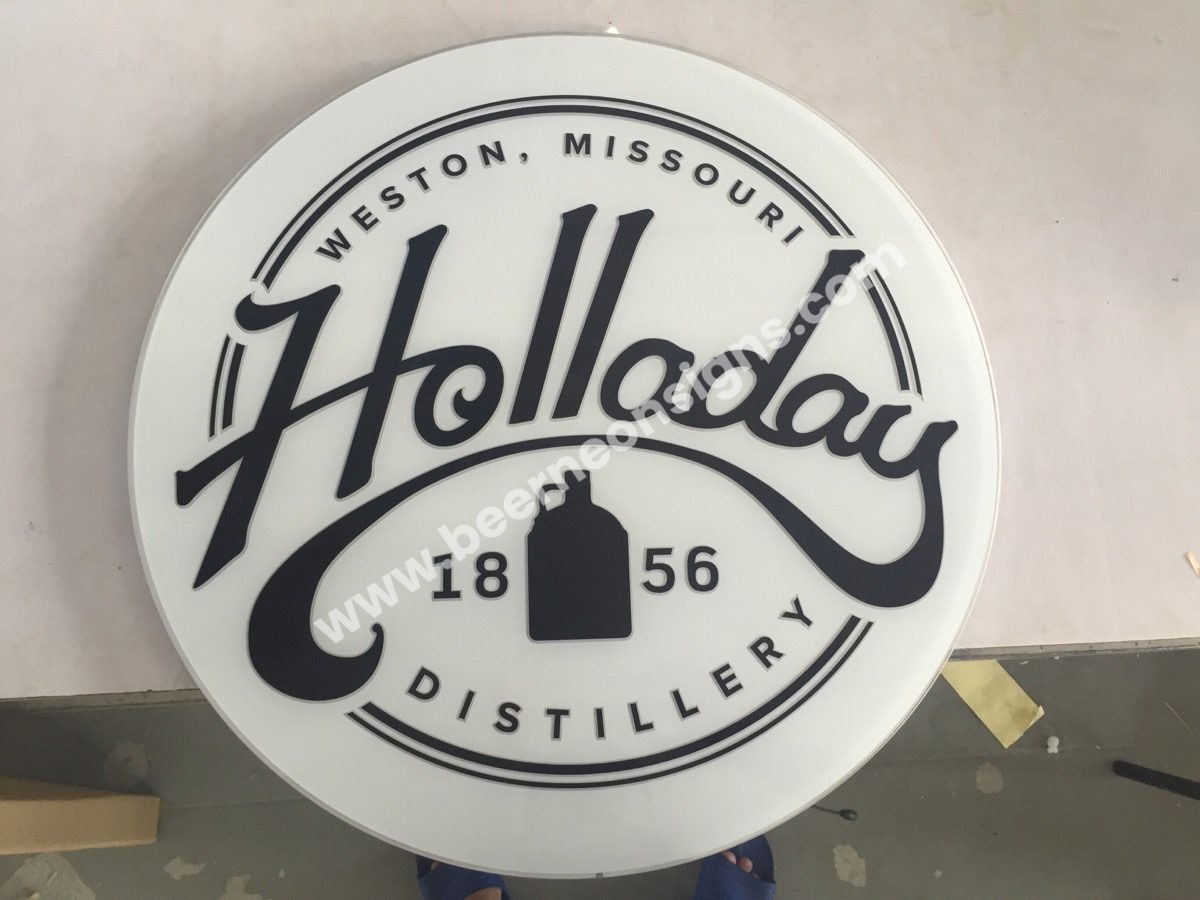 WESTON, MISSOURI
Holladay
18 56
DISTILLERY
www.beerneonsigns.com